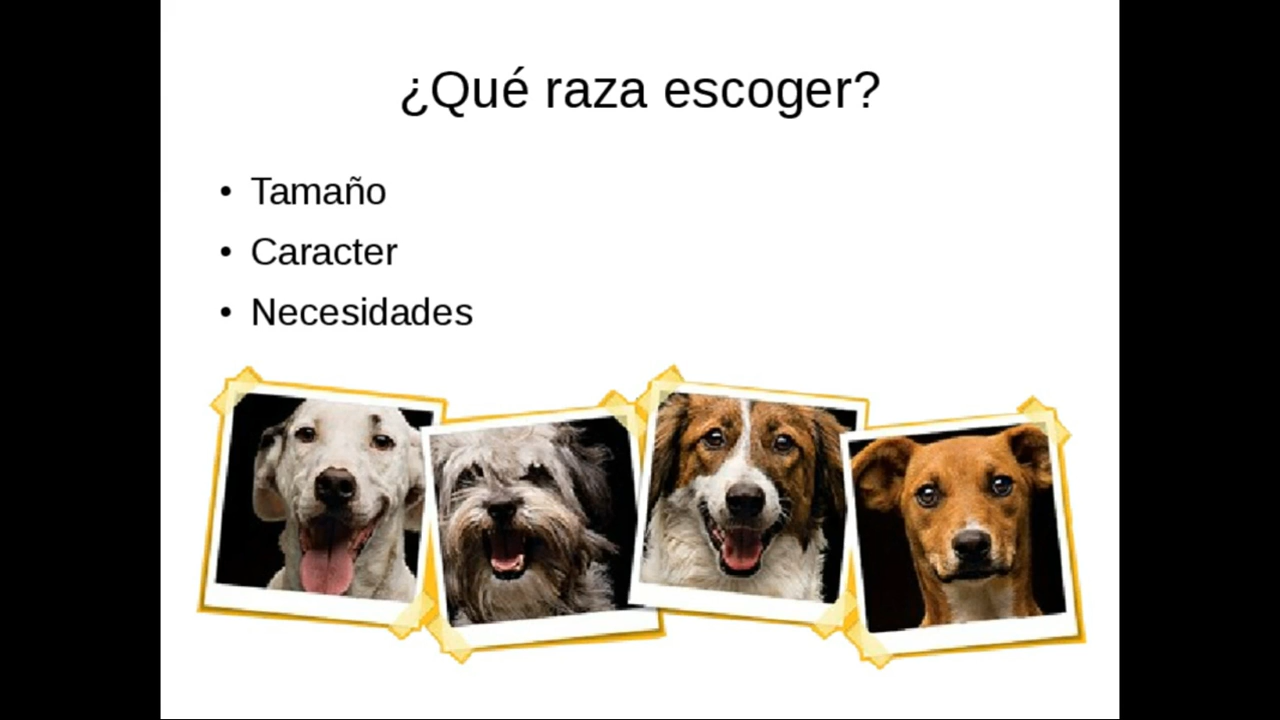 ¿Qué raza escoger?
• Tamaño
• Caracter
• Necesidades